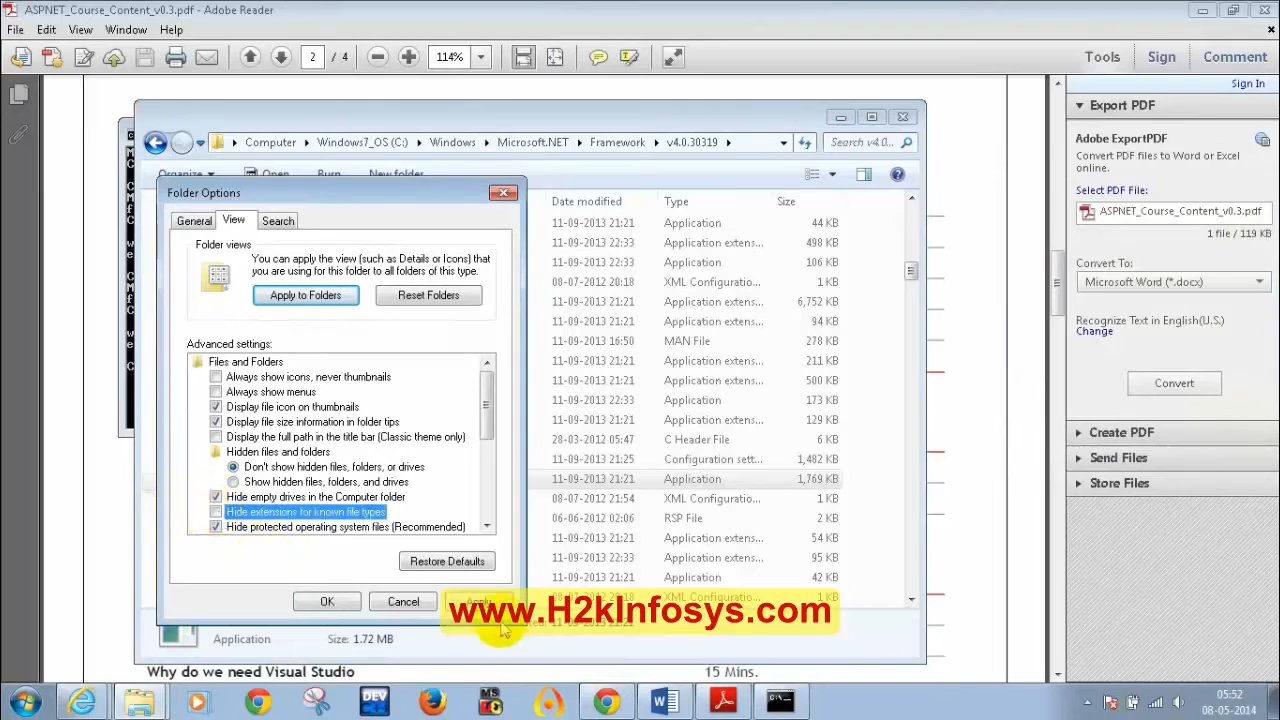 ASPNET_Course_Content_v0.3.pdf - Adobe Reader
File Edit View Window Help
2 / 4 114% Tools Sign Comment
Sign In
Export PDF
Adobe ExportPDF
Convert PDF files to Word or Excel
online.
Select PDF File:
ASPNET_Course_Content_v0.3.pdf
1 file / 119 KB
Convert To:
Microsoft Word (*.docx)
Recognize Text in English(U.S.)
Change
Convert
Create PDF
Send Files
Store Files
Computer Windows7_OS (C:) Windows Microsoft.NET Framework v4.0.30319 Search v4.0...
Organize Open Burn New folder
Date modified Type Size
11-09-2013 21:21 Application 44 KB
11-09-2013 22:33 Application extens... 498 KB
11-09-2013 22:33 Application 106 KB
08-07-2012 20:18 XML Configuratio... 1 KB
11-09-2013 21:21 Application extens... 6,752 KB
11-09-2013 21:21 Application extens... 94 KB
11-09-2013 16:50 MAN File 278 KB
11-09-2013 21:21 Application extens... 211 KB
11-09-2013 21:21 Application extens... 500 KB
11-09-2013 22:33 Application 173 KB
11-09-2013 21:21 Application extens... 129 KB
28-03-2012 05:47 C Header File 6 KB
11-09-2013 21:25 Configuration sett... 1,482 KB
11-09-2013 21:21 Application 1,769 KB
08-07-2012 21:54 XML Configuratio... 1 KB
06-06-2012 02:06 RSP File 2 KB
11-09-2013 21:21 Application extens... 54 KB
11-09-2013 22:33 Application extens... 95 KB
11-09-2013 21:21 Application 42 KB
XML Configuratio... 1 KB
Application Size: 1.72 MB
Folder Options
General View Search
Folder views
You can apply the view (such as Details or Icons) that
you are using for this folder to all folders of this type.
Apply to Folders Reset Folders
Advanced settings:
Files and Folders
Always show icons, never thumbnails
Always show menus
Display file icon on thumbnails
Display file size information in folder tips
Display the full path in the title bar (Classic theme only)
Hidden files and folders
Don't show hidden files, folders, or drives
Show hidden files, folders, and drives
Hide empty drives in the Computer folder
Hide extensions for known file types
Hide protected operating system files (Recommended)
Restore Defaults
OK Cancel Apply
www.H2kInfosys.com
Why do we need Visual Studio 15 Mins.
DEV
MS
05:52
08-05-2014